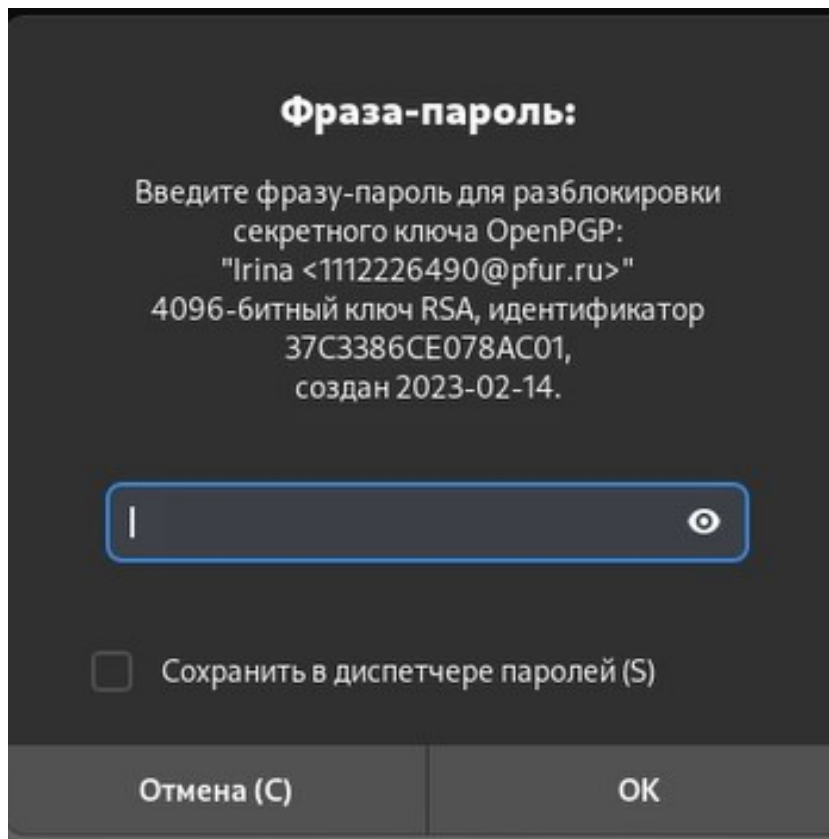 Фраза-пароль:
Введите фразу-пароль для разблокировки
секретного ключа OpenPGP:
"Irina <1112226490@pfur.ru>"
4096-битный ключ RSA, идентификатор
37C3386CE078AC01,
создан 2023-02-14.
Сохранить в диспетчере паролей (S)
Отмена (C)
OK